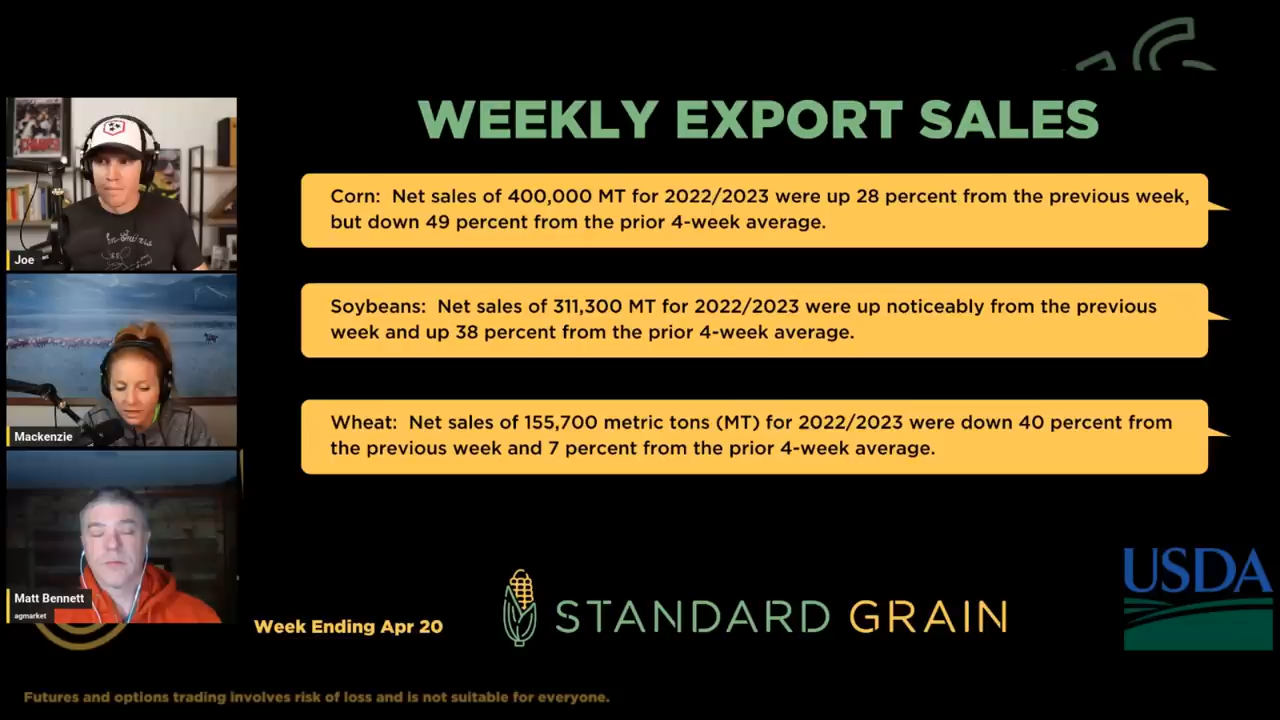 WEEKLY EXPORT SALES
Corn: Net sales of 400,000 MT for 2022/2023 were up 28 percent from the previous week,
but down 49 percent from the prior 4-week average.
Joe
Soybeans: Net sales of 311,300 MT for 2022/2023 were up noticeably from the previous
week and up 38 percent from the prior 4-week average.
Mackenzie
Wheat: Net sales of 155,700 metric tons (MT) for 2022/2023 were down 40 percent from
the previous week and 7 percent from the prior 4-week average.
Matt Bennett
agmarket
Week Ending Apr 20
STANDARD GRAIN
USDA
Futures and options trading involves risk of loss and is not suitable for everyone.